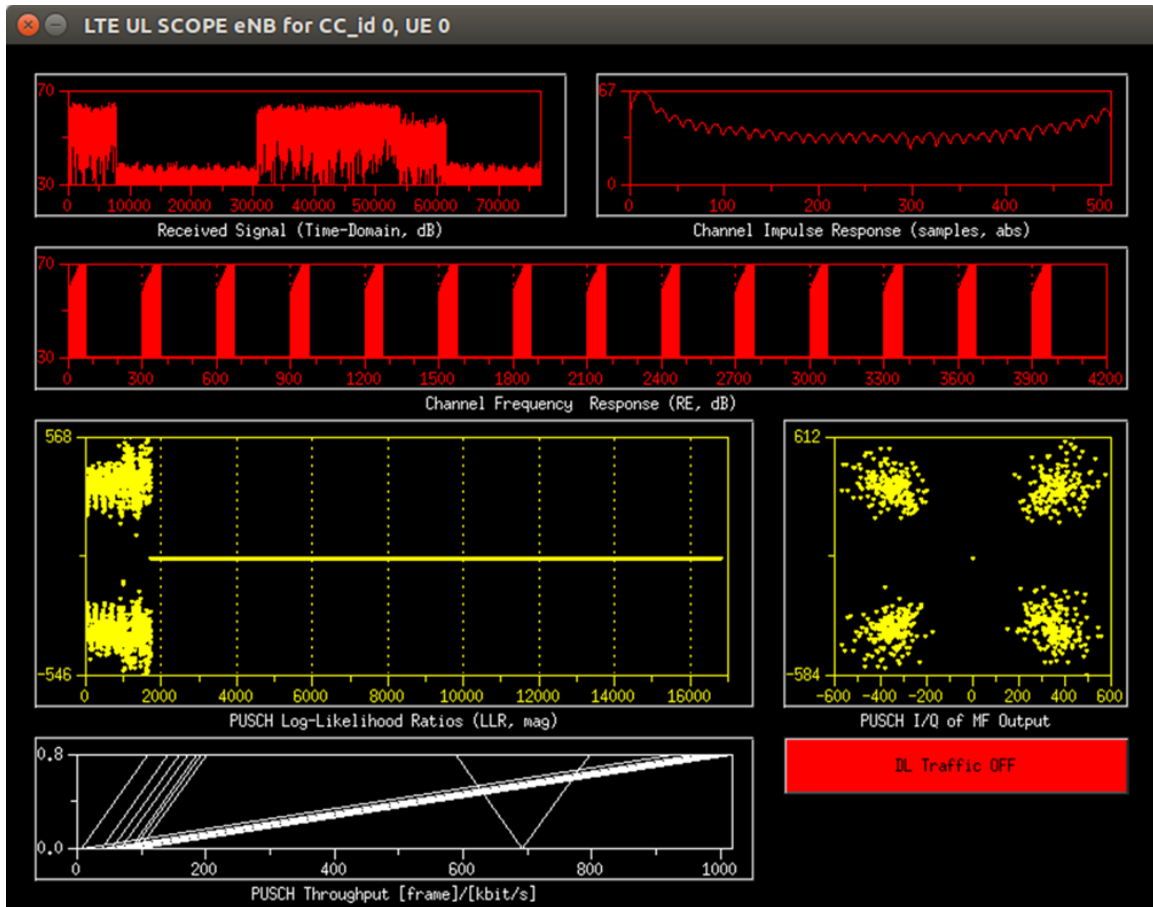 LTE UL SCOPE eNB for CC_id 0, UE 0
70
30
0 10000 20000 30000 40000 50000 60000 70000
Received Signal (Time-Domain, dB)
67
0
0 100 200 300 400 500
Channel Impulse Response (samples, abs)
70
30
0 300 600 900 1200 1500 1800 2100 2400 2700 3000 3300 3600 3900 4200
Channel Frequency Response (RE, dB)
568
-546
0 2000 4000 6000 8000 10000 12000 14000 16000
PUSCH Log-Likelihood Ratios (LLR, mag)
612
-584
-600 -400 -200 0 200 400 600
PUSCH I/Q of MF Output
0.8
0.0
0 200 400 600 800 1000
PUSCH Throughput [frame]/[kbit/s]
DL Traffic OFF